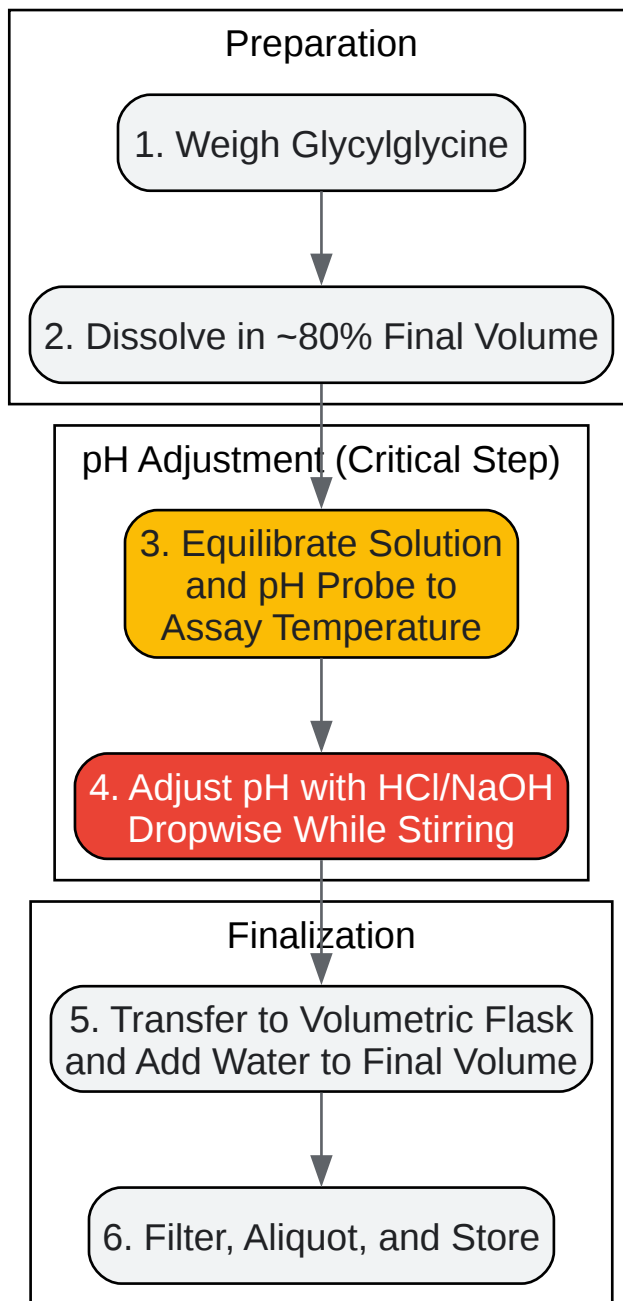 Preparation
1. Weigh Glycylglycine
2. Dissolve in ~80% Final Volume
pH Adjustment (Critical Step)
3. Equilibrate Solution
and pH Probe to
Assay Temperature
4. Adjust pH with HCl/NaOH
Dropwise While Stirring
Finalization
5. Transfer to Volumetric Flask
and Add Water to Final Volume
6. Filter, Aliquot, and Store